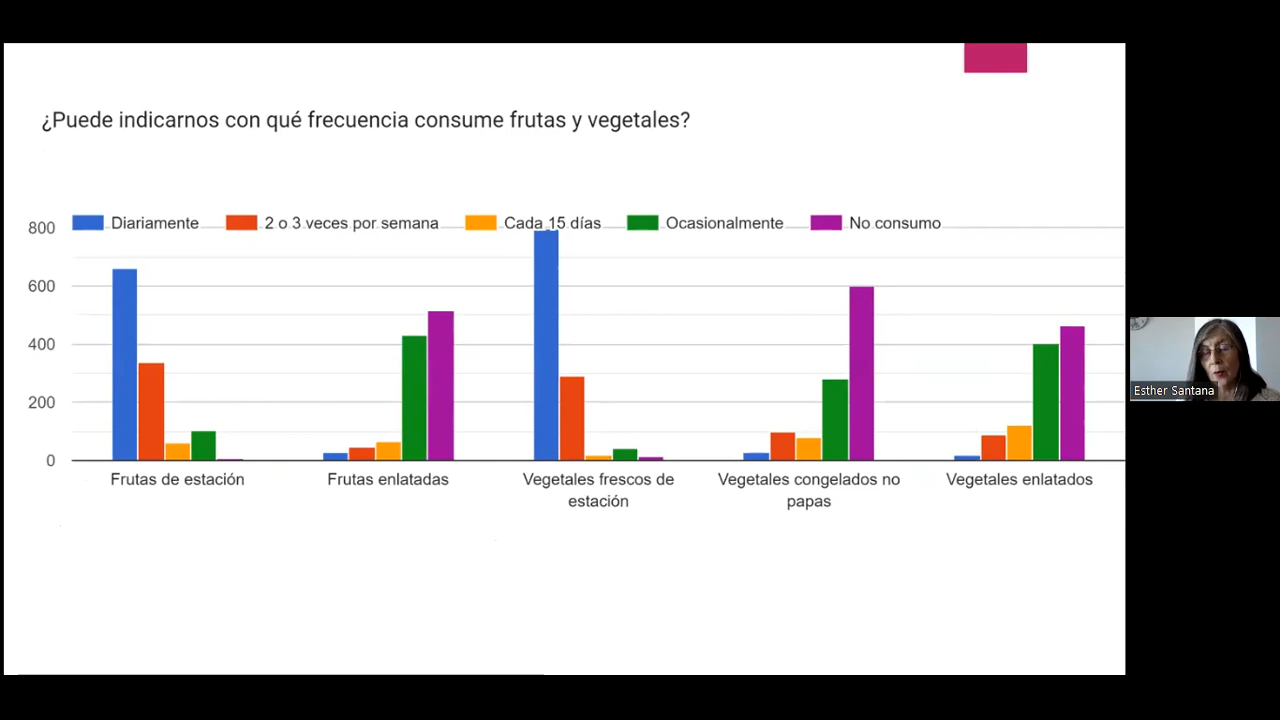 ¿Puede indicarnos con qué frecuencia consume frutas y vegetales?
Diariamente 2 o 3 veces por semana Cada 15 días Ocasionalmente No consumo
800
600
400
200
0
Frutas de estación
Frutas enlatadas
Vegetales frescos de
estación
Vegetales congelados no
papas
Vegetales enlatados
Esther Santana